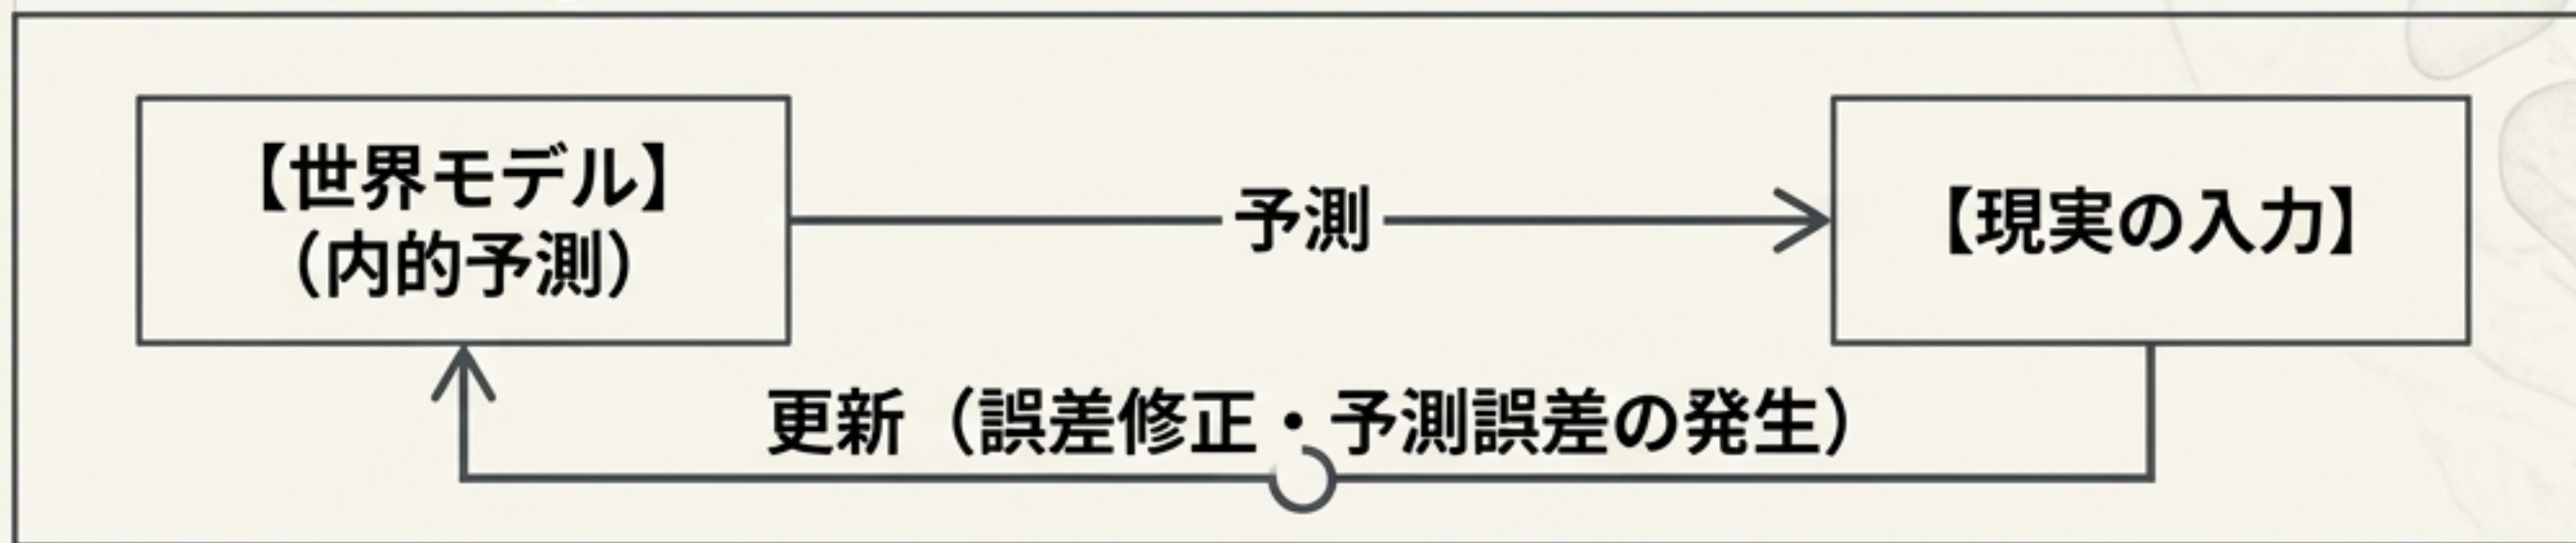 【世界モデル】
（内的予測）
予測
【現実の入力】
更新（誤差修正・予測誤差の発生）